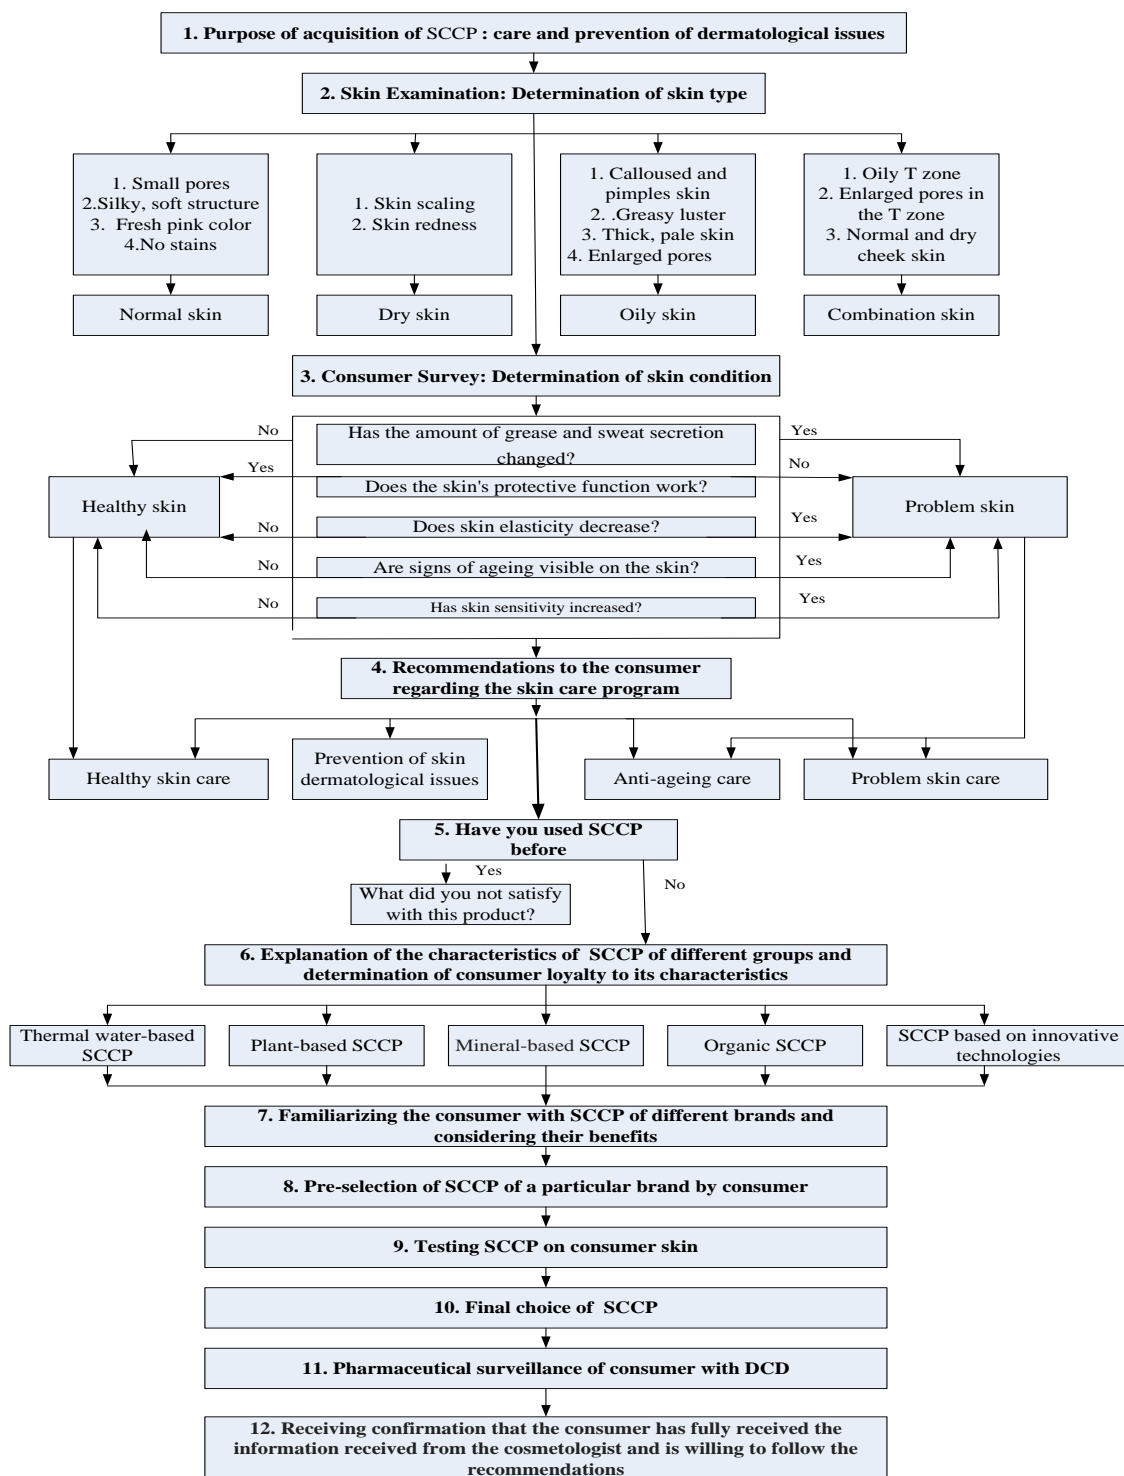 1. Purpose of acquisition of SCCP : care and prevention of dermatological issues
2. Skin Examination: Determination of skin type
1. Small pores
2.Silky, soft structure
3. Fresh pink color
4.No stains
1. Skin scaling
2. Skin redness
1. Calloused and
pimples skin
2. .Greasy luster
3. Thick, pale skin
4. Enlarged pores
1. Oily T zone
2. Enlarged pores in
the T zone
3. Normal and dry
cheek skin
Normal skin
Dry skin
Oily skin
Combination skin
3. Consumer Survey: Determination of skin condition
No
Has the amount of grease and sweat secretion
changed?
Yes
Yes
Does the skin's protective function work?
No
Healthy skin
Problem skin
No
Does skin elasticity decrease?
Yes
No
Are signs of ageing visible on the skin?
Yes
No
Has skin sensitivity increased?
Yes
4. Recommendations to the consumer
regarding the skin care program
Healthy skin care
Prevention of skin
dermatological issues
Anti-ageing care
Problem skin care
5. Have you used SCCP
before
Yes
No
What did you not satisfy
with this product?
6. Explanation of the characteristics of SCCP of different groups and
determination of consumer loyalty to its characteristics
Thermal water-based
SCCP
Plant-based SCCP
Mineral-based SCCP
Organic SCCP
SCCP based on innovative
technologies
7. Familiarizing the consumer with SCCP of different brands and
considering their benefits
8. Pre-selection of SCCP of a particular brand by consumer
9. Testing SCCP on consumer skin
10. Final choice of SCCP
11. Pharmaceutical surveillance of consumer with DCD
12. Receiving confirmation that the consumer has fully received the
information received from the cosmetologist and is willing to follow the
recommendations